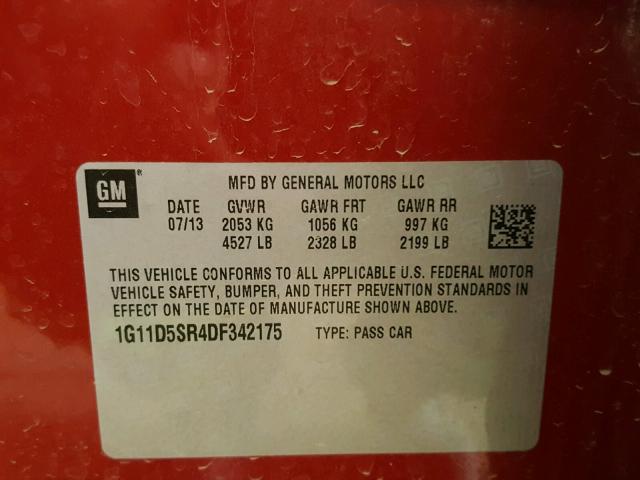 GM ®
MFD BY GENERAL MOTORS LLC
DATE GVWR GAWR FRT GAWR RR
07/13 2053 KG 1056 KG 997 KG
4527 LB 2328 LB 2199 LB
THIS VEHICLE CONFORMS TO ALL APPLICABLE U.S. FEDERAL MOTOR
VEHICLE SAFETY, BUMPER, AND THEFT PREVENTION STANDARDS IN
EFFECT ON THE DATE OF MANUFACTURE SHOWN ABOVE.
1G11D5SR4DF342175 TYPE: PASS CAR